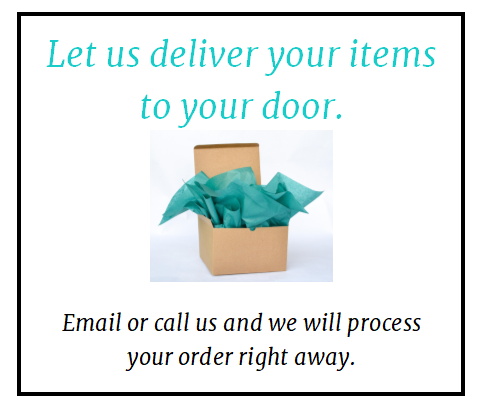 Let us deliver your items
to your door.
Email or call us and we will process
your order right away.